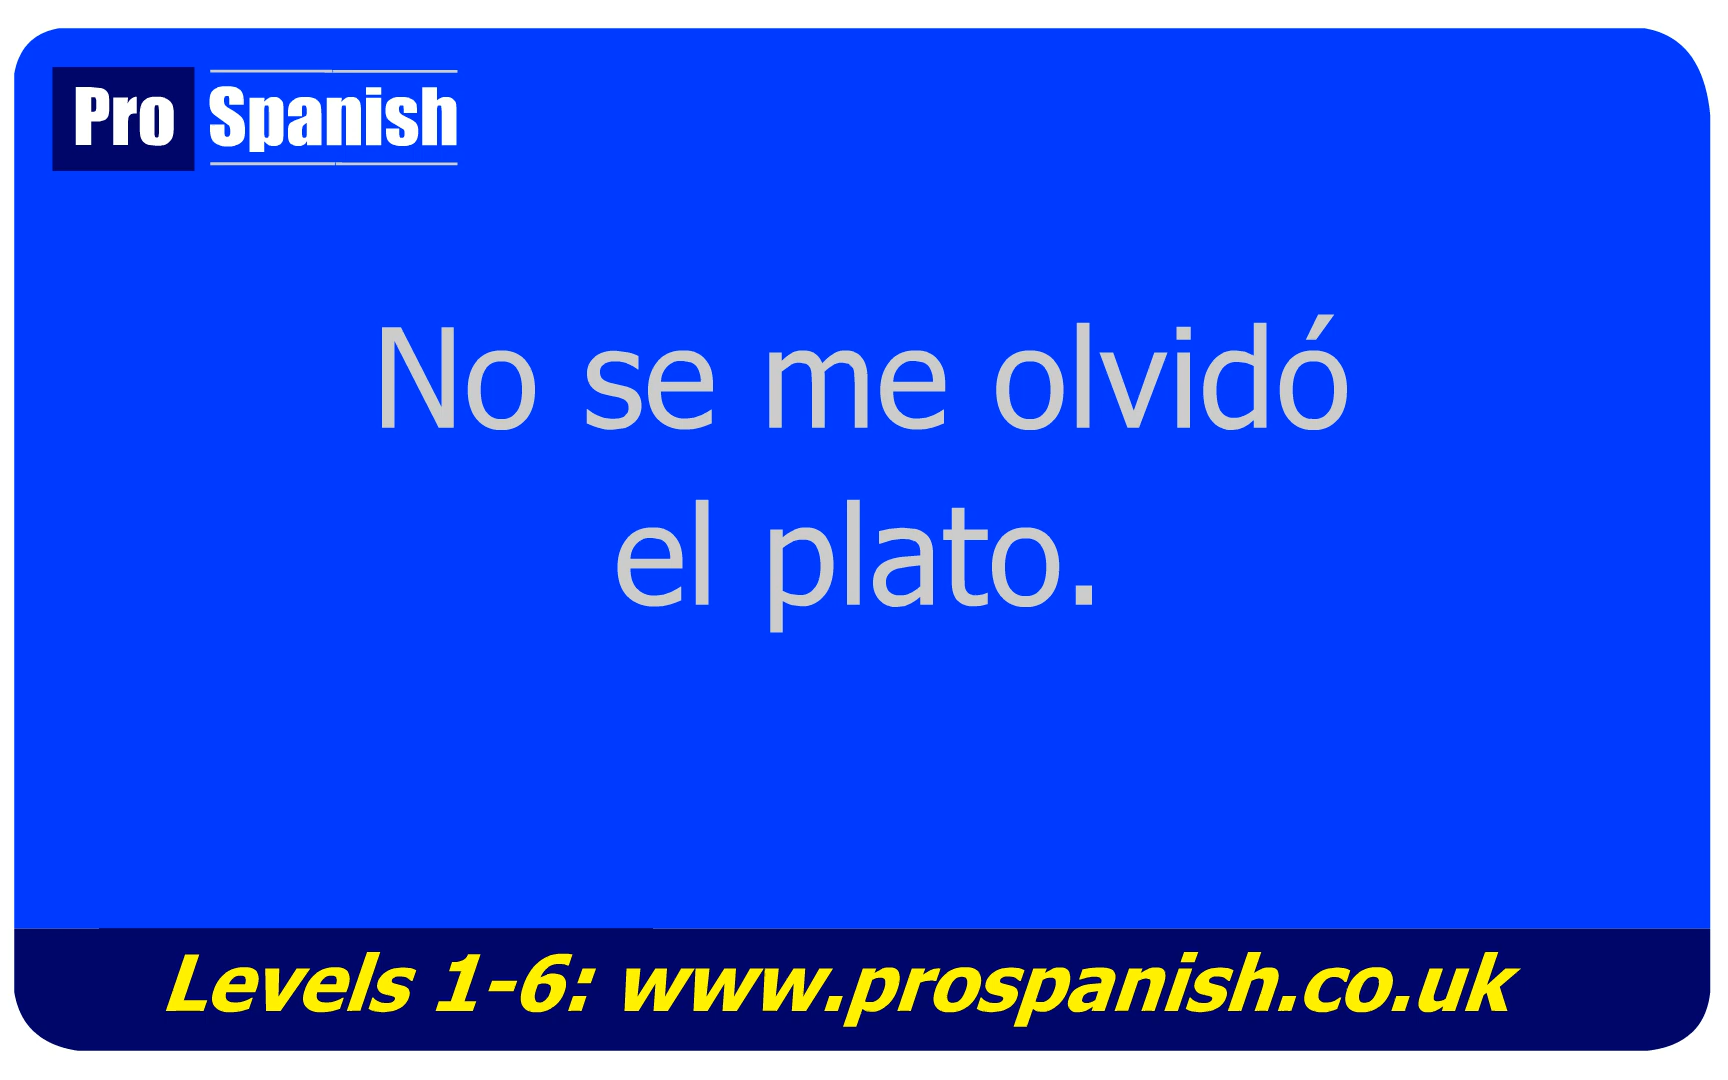 Pro Spanish
No se me olvidó
el plato.
Levels 1-6: www.prospanish.co.uk